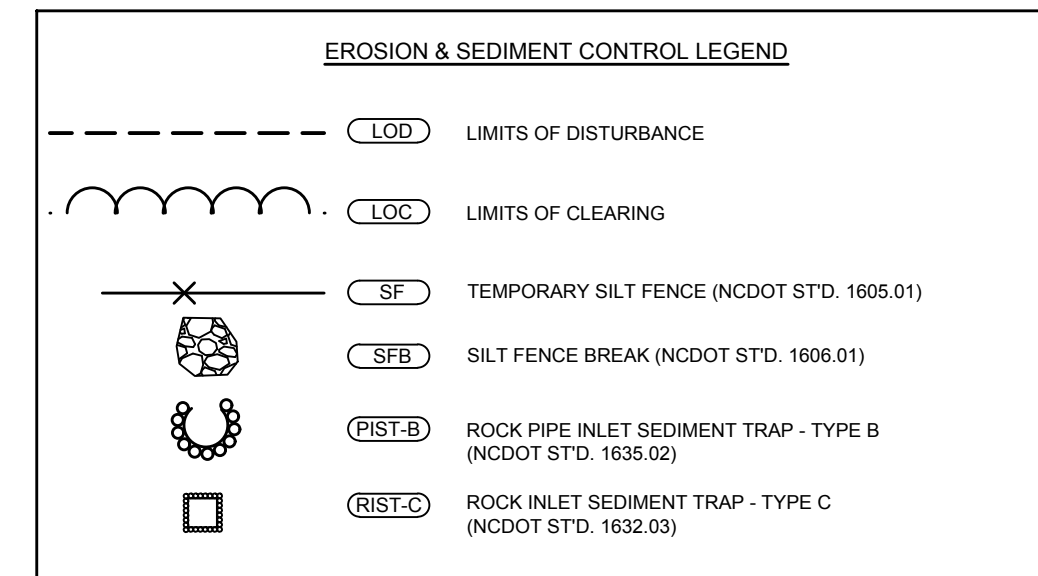 EROSION & SEDIMENT CONTROL LEGEND
LOD LIMITS OF DISTURBANCE
LOC LIMITS OF CLEARING
SF TEMPORARY SILT FENCE (NCDOT ST'D. 1605.01)
SFB SILT FENCE BREAK (NCDOT ST'D. 1606.01)
PIST-B ROCK PIPE INLET SEDIMENT TRAP - TYPE B
(NCDOT ST'D. 1635.02)
RIST-C ROCK INLET SEDIMENT TRAP - TYPE C
(NCDOT ST'D. 1632.03)